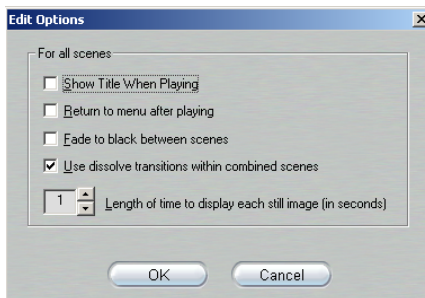 Edit Options
For all scenes
Show Title When Playing
Return to menu after playing
Fade to black between scenes
Use dissolve transitions within combined scenes
1 Length of time to display each still image (in seconds)
OK Cancel